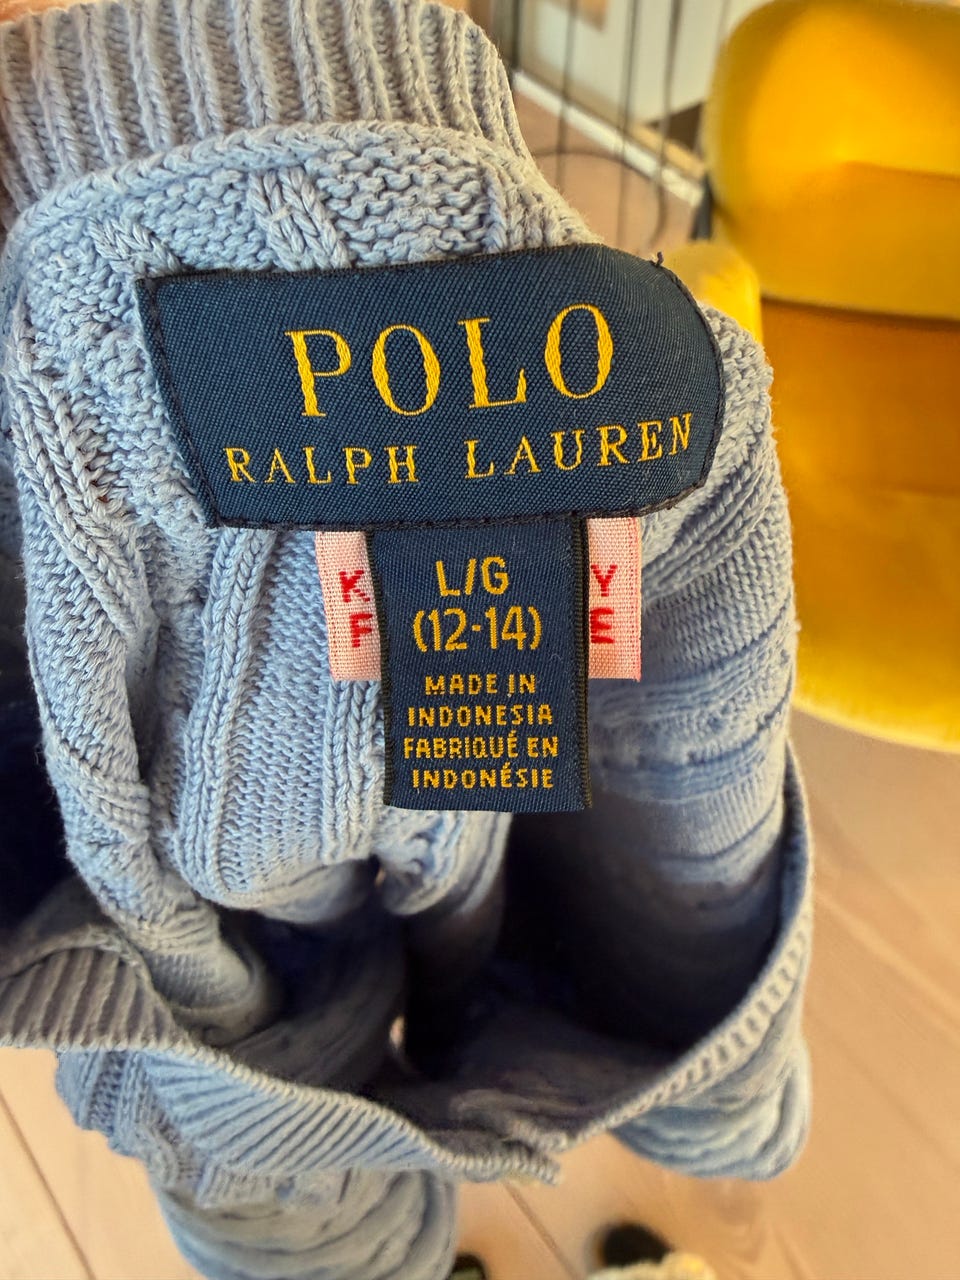 POLO
RALPH LAUREN
L/G
(12-14)
MADE IN
INDONESIA
FABRIQUÉ EN
INDONÉSIE